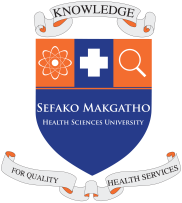 KNOWLEDGE
SEFAKO MAKGATHO
HEALTH SCIENCES UNIVERSITY
FOR QUALITY
HEALTH SERVICES